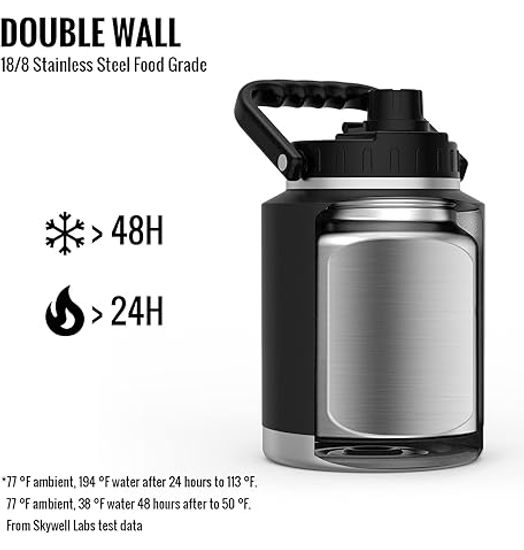 DOUBLE WALL
18/8 Stainless Steel Food Grade
> 48H
> 24H
*77 °F ambient, 194 °F water after 24 hours to 113 °F.
77 °F ambient, 38 °F water 48 hours after to 50 °F.
From Skywell Labs test data